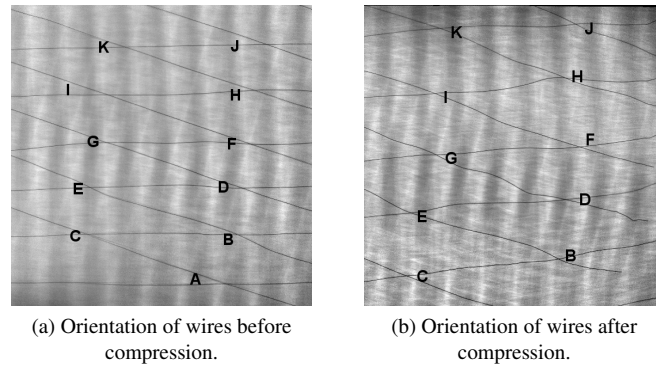 K J
I H
G F
E D
C B
A
K J
H
I
F
G
D
E
B
C
(a) Orientation of wires before
compression.
(b) Orientation of wires after
compression.